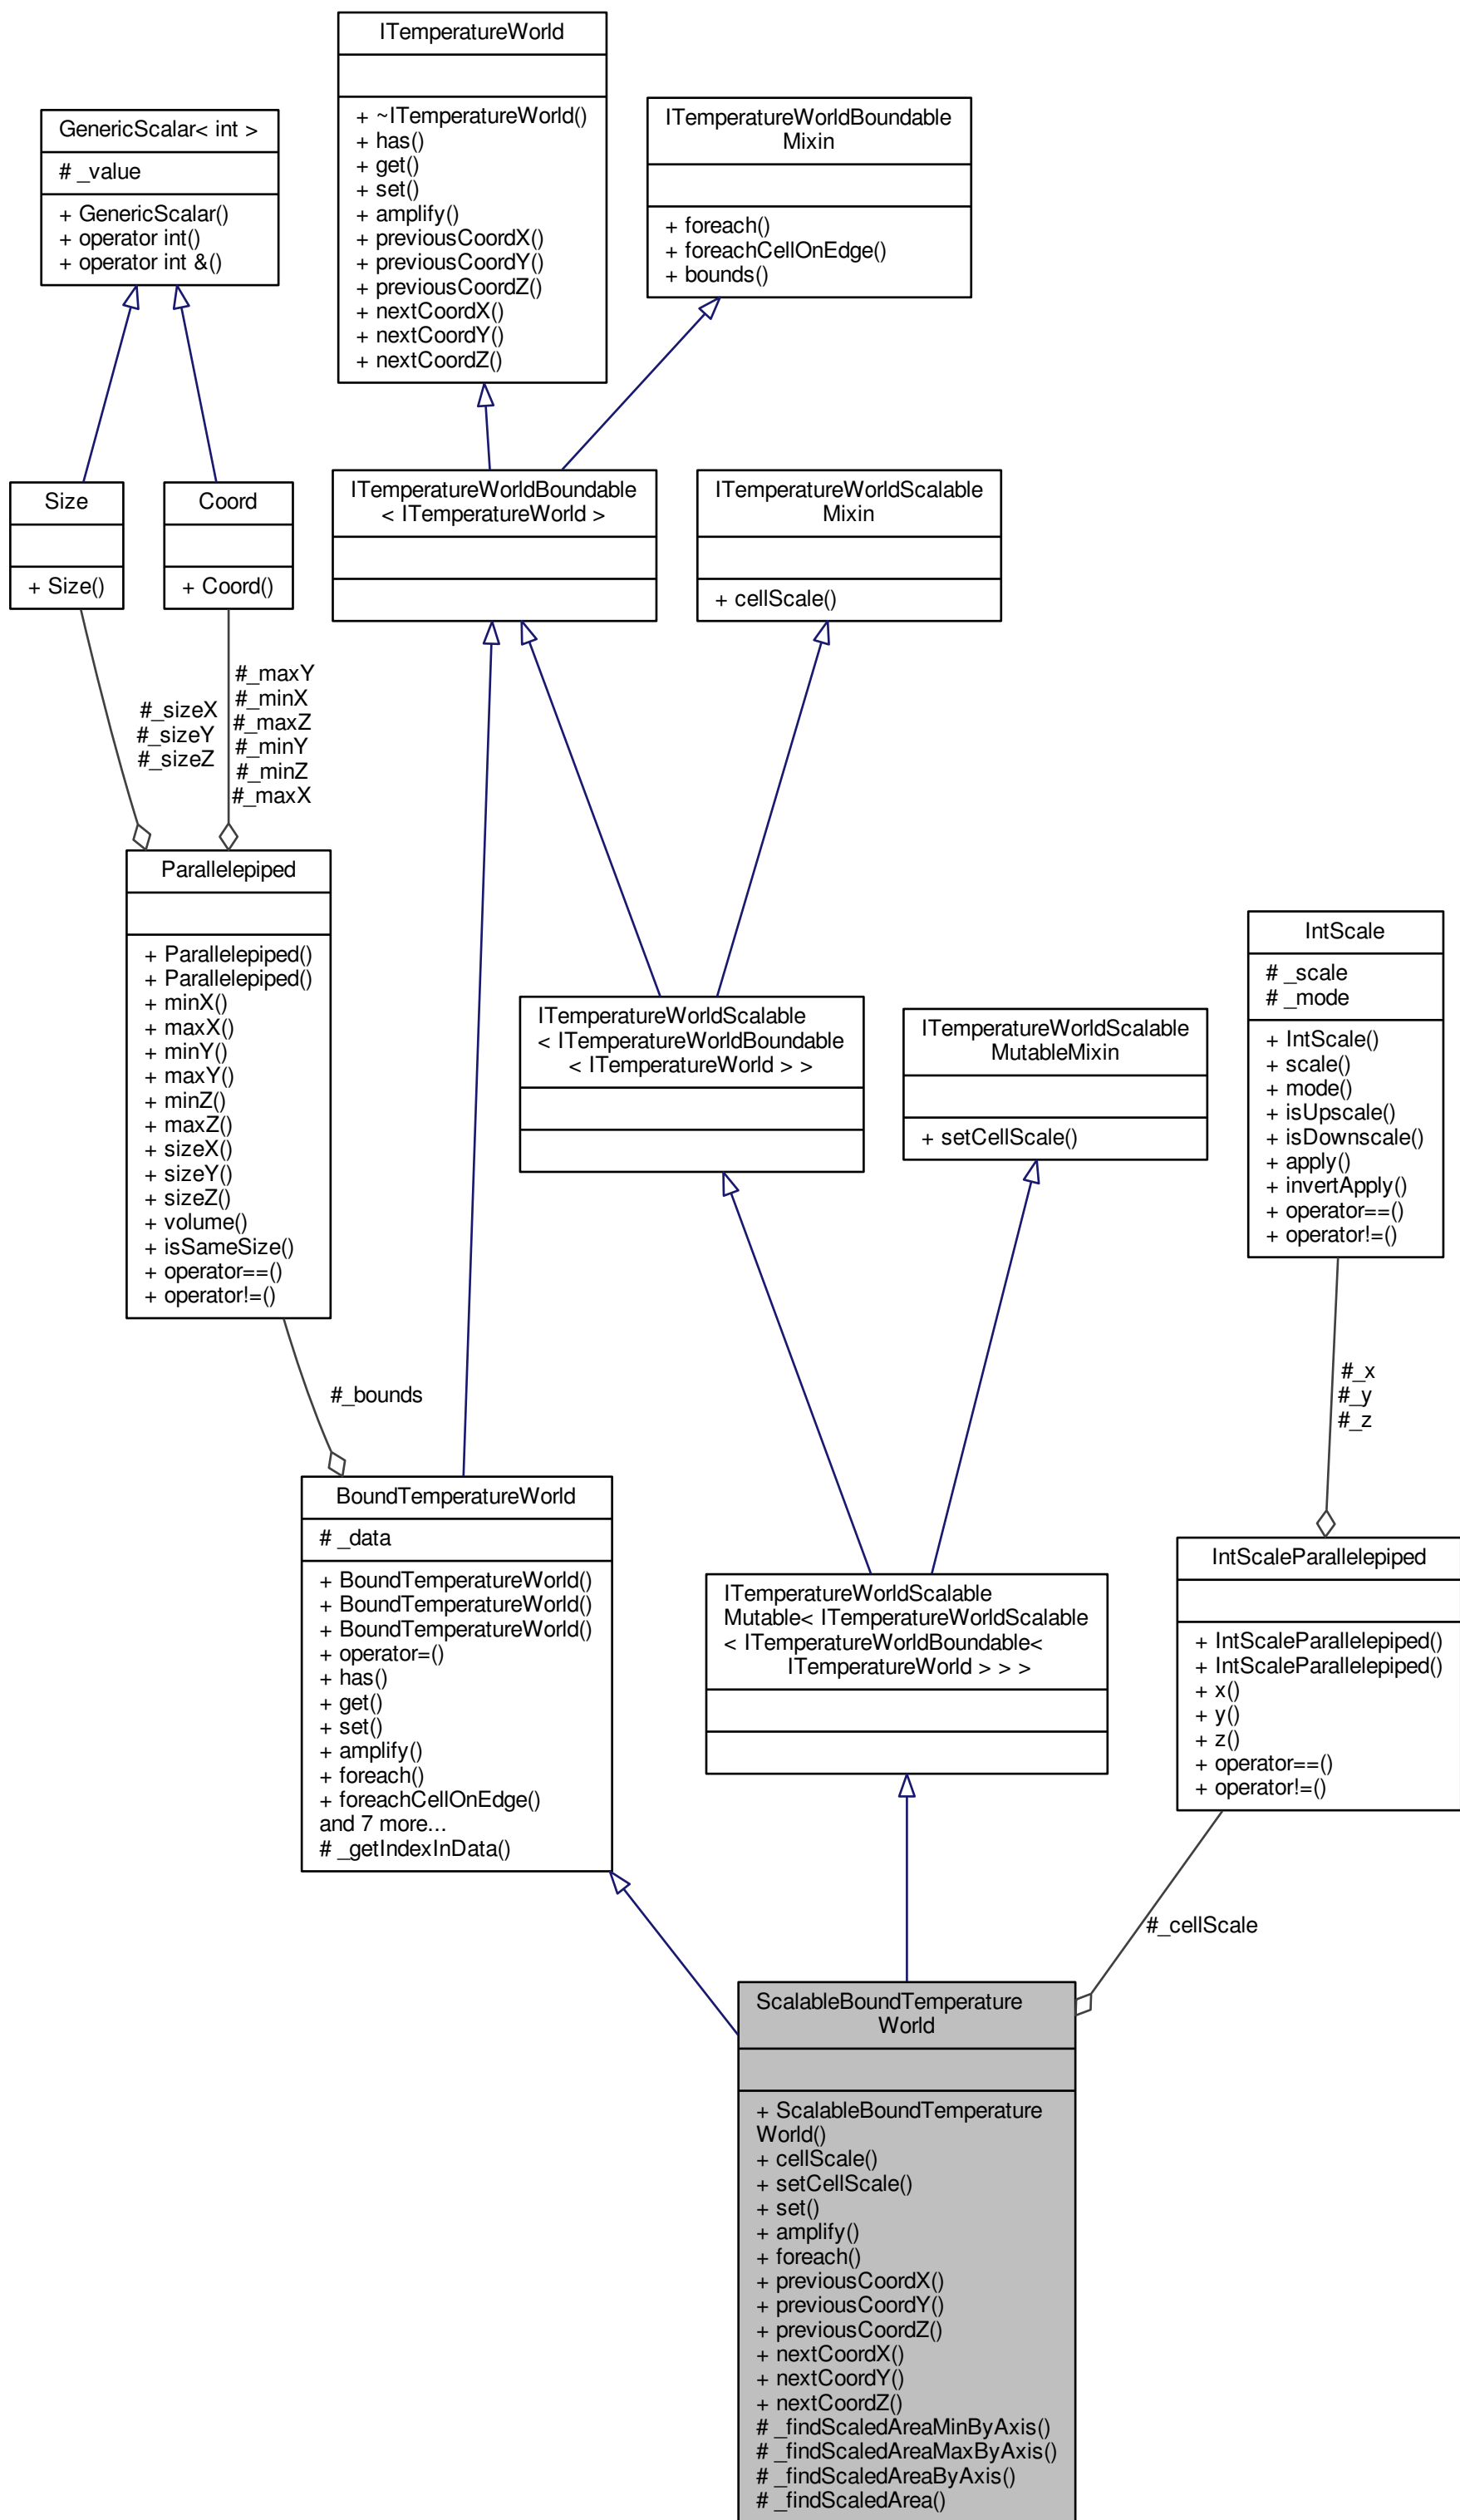 ITemperatureWorld
+ ~ITemperatureWorld()
+ has()
+ get()
+ set()
+ amplify()
+ previousCoordX()
+ previousCoordY()
+ previousCoordZ()
+ nextCoordX()
+ nextCoordY()
+ nextCoordZ()
GenericScalar< int >
# _value
+ GenericScalar()
+ operator int()
+ operator int &()
ITemperatureWorldBoundable
Mixin
+ foreach()
+ foreachCellOnEdge()
+ bounds()
Size
+ Size()
Coord
+ Coord()
ITemperatureWorldBoundable
< ITemperatureWorld >
ITemperatureWorldScalable
Mixin
+ cellScale()
#_sizeX
#_sizeY
#_sizeZ
#_maxY
#_minX
#_maxZ
#_minY
#_minZ
#_maxX
Parallelepiped
+ Parallelepiped()
+ Parallelepiped()
+ minX()
+ maxX()
+ minY()
+ maxY()
+ minZ()
+ maxZ()
+ sizeX()
+ sizeY()
+ sizeZ()
+ volume()
+ isSameSize()
+ operator==()
+ operator!=()
ITemperatureWorldScalable
< ITemperatureWorldBoundable
< ITemperatureWorld > >
ITemperatureWorldScalable
MutableMixin
+ setCellScale()
IntScale
# _scale
# _mode
+ IntScale()
+ scale()
+ mode()
+ isUpscale()
+ isDownscale()
+ apply()
+ invertApply()
+ operator==()
+ operator!=()
#_bounds
#_x
#_y
#_z
BoundTemperatureWorld
# _data
+ BoundTemperatureWorld()
+ BoundTemperatureWorld()
+ BoundTemperatureWorld()
+ operator=()
+ has()
+ get()
+ set()
+ amplify()
+ foreach()
+ foreachCellOnEdge()
and 7 more...
# _getIndexInData()
ITemperatureWorldScalable
Mutable< ITemperatureWorldScalable
< ITemperatureWorldBoundable<
ITemperatureWorld > > >
IntScaleParallelepiped
+ IntScaleParallelepiped()
+ IntScaleParallelepiped()
+ x()
+ y()
+ z()
+ operator==()
+ operator!=()
#_cellScale
ScalableBoundTemperature
World
+ ScalableBoundTemperature
World()
+ cellScale()
+ setCellScale()
+ set()
+ amplify()
+ foreach()
+ previousCoordX()
+ previousCoordY()
+ previousCoordZ()
+ nextCoordX()
+ nextCoordY()
+ nextCoordZ()
# _findScaledAreaMinByAxis()
# _findScaledAreaMaxByAxis()
# _findScaledAreaByAxis()
# _findScaledArea()